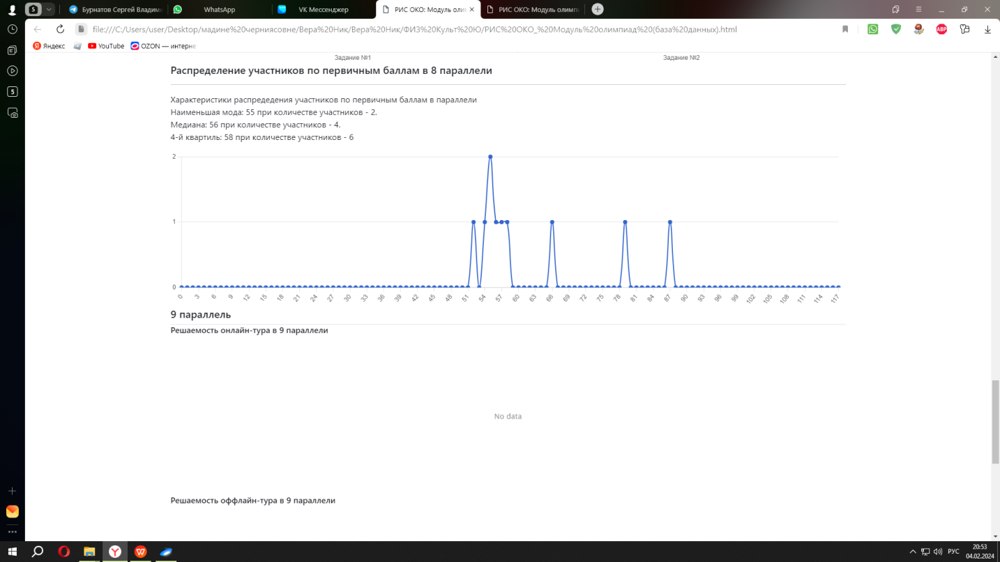 5
Бурнатов Сергей Владими
WhatsApp
VK Мессенджер
РИС ОКО: Модуль олим
РИС ОКО: Модуль олимп
file:///C:/Users/user/Desktop/мадине%20черниясовне/Вера%20Ник/Вера%20Ник/ФИЗ%20Культ%20Ю/РИС%20ОКО_%20Модуль%20олимпиад%20(база%20данных).html
ABP
Яндекс
YouTube
OZON — интерне
5
Задание №1
Задание №2
Распределение участников по первичным баллам в 8 параллели
Характеристики распредедения участников по первичным баллам в параллели
Наименьшая мода: 55 при количестве участников - 2.
Медиана: 56 при количестве участников - 4.
4-й квартиль: 58 при количестве участников - 6
2
1
0
0 3 6 9 12 15 18 21 24 27 30 33 36 39 42 45 48 51 54 57 60 63 66 69 72 75 78 81 84 87 90 93 96 99 102 105 108 111 114 117
9 параллель
Решаемость онлайн-тура в 9 параллели
No data
Решаемость оффлайн-тура в 9 параллели
РУС
20:53
04.02.2024